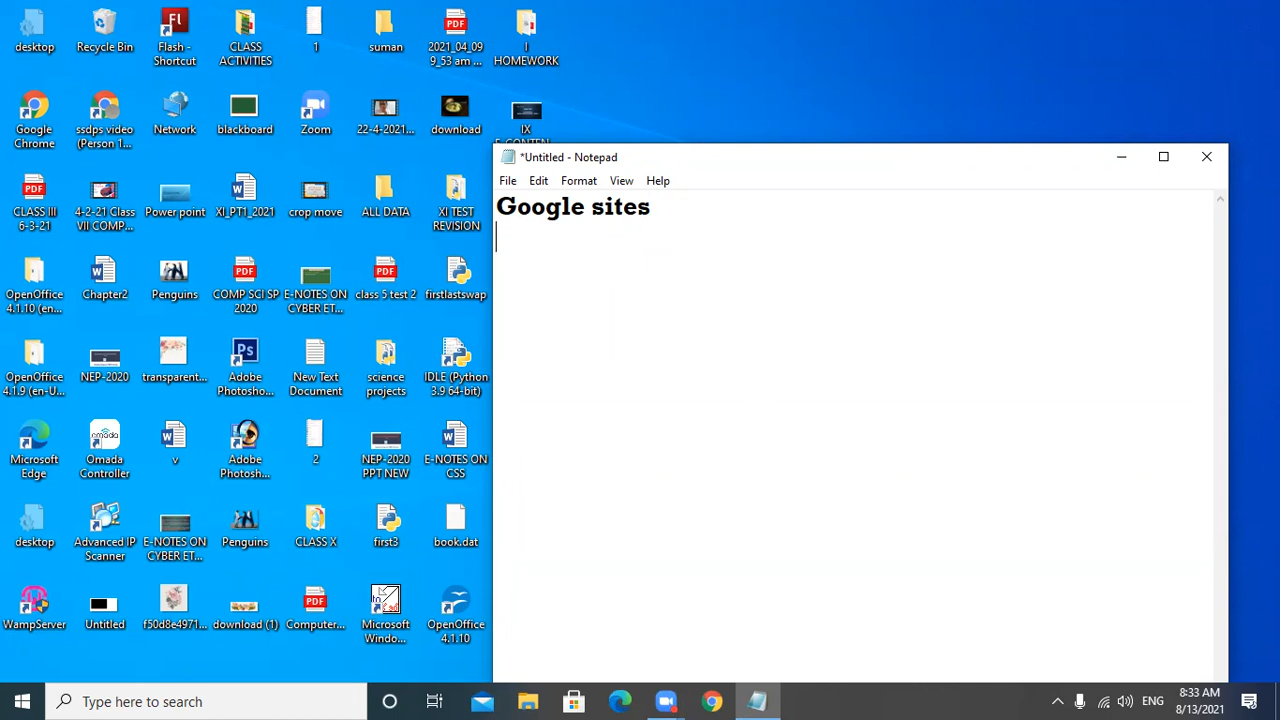 desktop
Recycle Bin
Flash -
Shortcut
CLASS
ACTIVITIES
1
suman
2021_04_09
9_53 am ...
I
HOMEWORK
Google
Chrome
ssdps video
(Person 1...
Network
blackboard
Zoom
22-4-2021...
download
IX
E-CONTEN...
*Untitled - Notepad
File Edit Format View Help
Google sites
CLASS III
6-3-21
4-2-21 Class
VII COMP...
Power point
XI_PT1_2021
crop move
ALL DATA
XI TEST
REVISION
OpenOffice
4.1.10 (en...
Chapter2
Penguins
COMP SCI SP
2020
E-NOTES ON
CYBER ET...
class 5 test 2
firstlastswap
OpenOffice
4.1.9 (en-U...
NEP-2020
transparent...
Adobe
Photosho...
New Text
Document
science
projects
IDLE (Python
3.9 64-bit)
Microsoft
Edge
Omada
Controller
v
Adobe
Photosh...
2
NEP-2020
PPT NEW
E-NOTES ON
CSS
desktop
Advanced IP
Scanner
E-NOTES ON
CYBER ET...
Penguins
CLASS X
first3
book.dat
WampServer
Untitled
f50d8e4971...
download (1)
Computer...
Microsoft
Windo...
OpenOffice
4.1.10
Type here to search
ENG
8:33 AM
8/13/2021